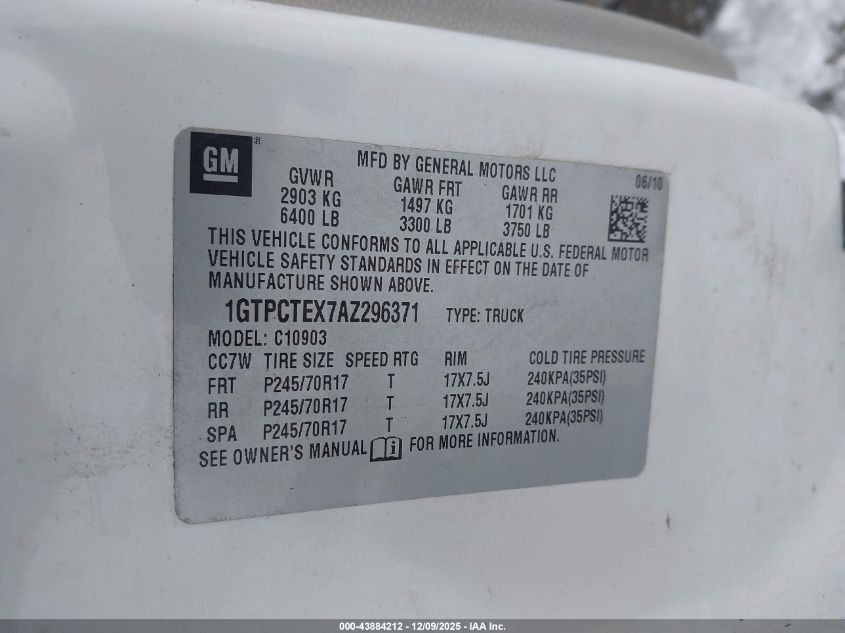 GM ®
MFD BY GENERAL MOTORS LLC
06/10
GVWR GAWR FRT GAWR RR
2903 KG 1497 KG 1701 KG
6400 LB 3300 LB 3750 LB
THIS VEHICLE CONFORMS TO ALL APPLICABLE U.S. FEDERAL MOTOR
VEHICLE SAFETY STANDARDS IN EFFECT ON THE DATE OF
MANUFACTURE SHOWN ABOVE.
1GTPCTEX7AZ296371 TYPE: TRUCK
MODEL: C10903
CC7W TIRE SIZE SPEED RTG RIM COLD TIRE PRESSURE
FRT P245/70R17 T 17X7.5J 240KPA(35PSI)
RR P245/70R17 T 17X7.5J 240KPA(35PSI)
SPA P245/70R17 T 17X7.5J 240KPA(35PSI)
SEE OWNER'S MANUAL i FOR MORE INFORMATION.
000-43884212 - 12/09/2025 - IAA Inc.